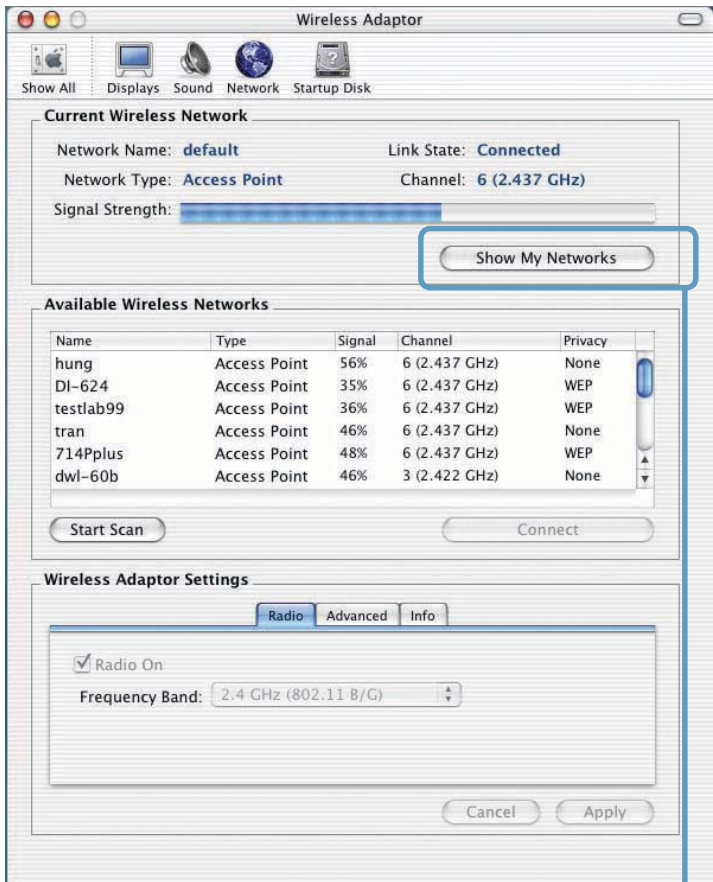 Wireless Adaptor
Show All Displays Sound Network Startup Disk
Current Wireless Network
Network Name: default Link State: Connected
Network Type: Access Point Channel: 6 (2.437 GHz)
Signal Strength:
Show My Networks
Available Wireless Networks
Name Type Signal Channel Privacy
hung Access Point 56% 6 (2.437 GHz) None
DI-624 Access Point 35% 6 (2.437 GHz) WEP
testlab99 Access Point 36% 6 (2.437 GHz) WEP
tran Access Point 46% 6 (2.437 GHz) None
714Pplus Access Point 48% 6 (2.437 GHz) WEP
dwl-60b Access Point 46% 3 (2.422 GHz) None
Start Scan Connect
Wireless Adaptor Settings
Radio Advanced Info
Radio On
Frequency Band: 2.4 GHz (802.11 B/G)
Cancel Apply